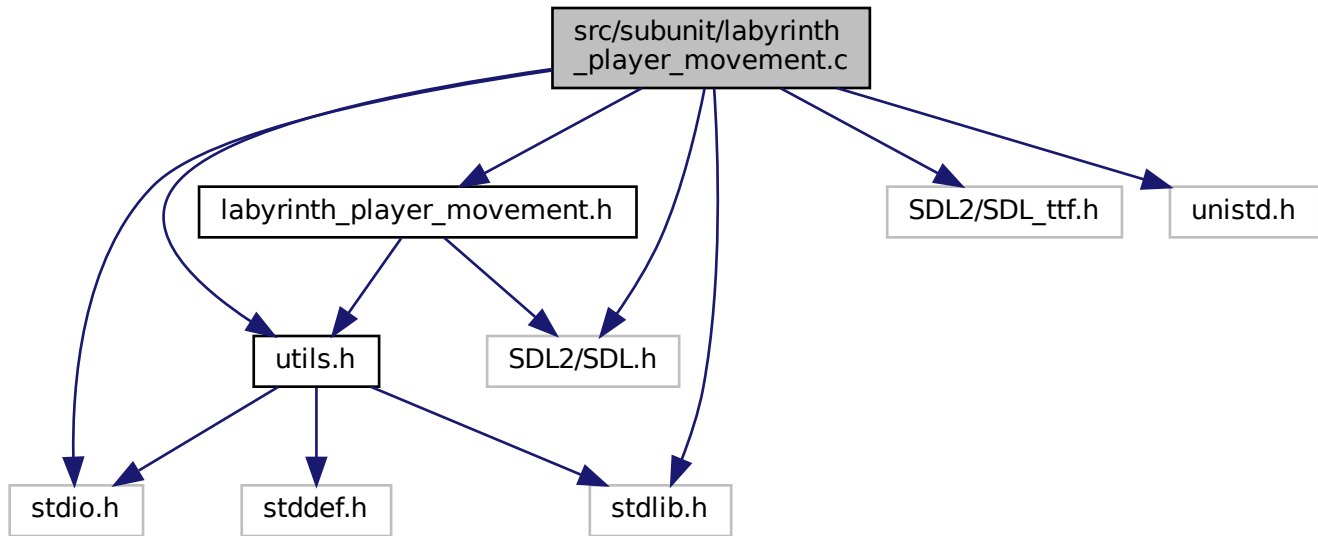 src/subunit/labyrinth
_player_movement.c
labyrinth_player_movement.h
SDL2/SDL_ttf.h
unistd.h
utils.h
SDL2/SDL.h
stdio.h
stddef.h
stdlib.h